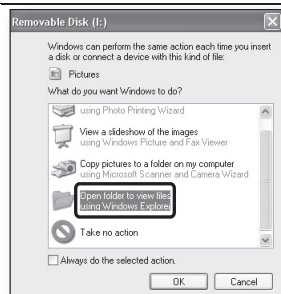 Removable Disk (I:)
Windows can perform the same action each time you insert
a disk or connect a device with this kind of file:
Pictures
What do you want Windows to do?
using Photo Printing Wizard
View a slideshow of the images
using Windows Picture and Fax Viewer
Copy pictures to a folder on my computer
using Microsoft Scanner and Camera Wizard
Open folder to view files
using Windows Explorer
Take no action
Always do the selected action.
OK
Cancel